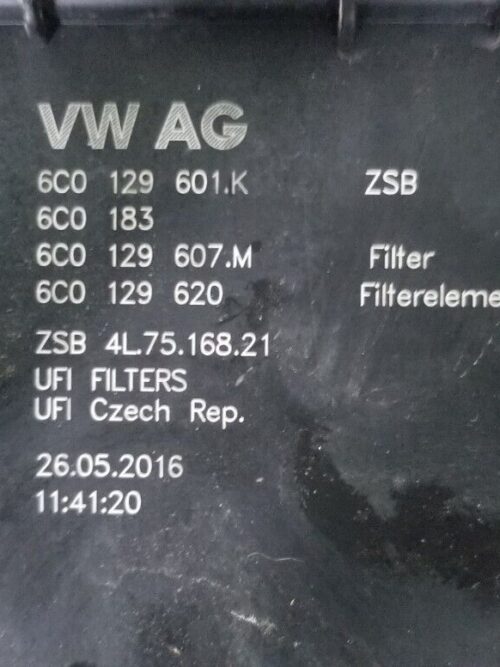 VW AG
6C0 129 601.K ZSB
6C0 183
6C0 129 607.M Filter
6C0 129 620 Filtereleme
ZSB 4L.75.168.21
UFI FILTERS
UFI Czech Rep.
26.05.2016
11:41:20